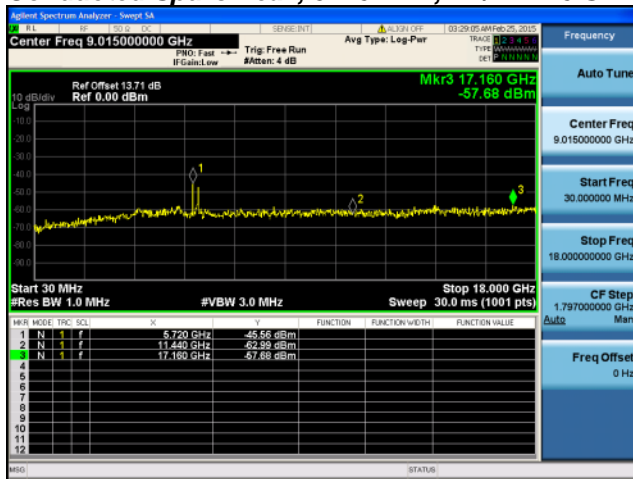 Agilent Spectrum Analyzer - Swept SA
RL RF 50 Ω DC SENSE:INT ALIGN OFF 03:29:05 AM Feb 25, 2015
Center Freq 9.015000000 GHz
PNO: Fast
IFGain:Low
Trig: Free Run
#Atten: 4 dB
Avg Type: Log-Pwr
TRACE 1 2 3 4 5 6
TYPE
DET P N N N N N
Mkr3 17.160 GHz
-57.68 dBm
Ref Offset 13.71 dB
10 dB/div Ref 0.00 dBm
Log
-10.0
-20.0
-30.0
-40.0
-50.0
-60.0
-70.0
-80.0
-90.0
1
2
3
Start 30 MHz Stop 18.000 GHz
#Res BW 1.0 MHz #VBW 3.0 MHz Sweep 30.0 ms (1001 pts)
MKR MODE TRC SCL X Y FUNCTION FUNCTION WIDTH FUNCTION VALUE
1 N 1 f 5.720 GHz -45.56 dBm
2 N 1 f 11.440 GHz -62.99 dBm
3 N 1 f 17.160 GHz -57.68 dBm
4
5
6
7
8
9
10
11
12
MSG STATUS
Frequency
Auto Tune
Center Freq
9.015000000 GHz
Start Freq
30.000000 MHz
Stop Freq
18.000000000 GHz
CF Step
1.797000000 GHz
Auto Man
Freq Offset
0 Hz